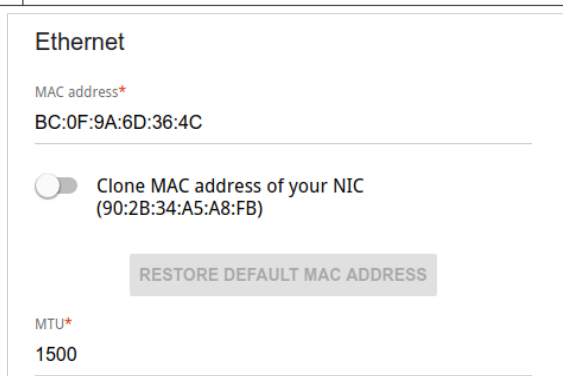 Ethernet
MAC address*
BC:0F:9A:6D:36:4C
Clone MAC address of your NIC
(90:2B:34:A5:A8:FB)
RESTORE DEFAULT MAC ADDRESS
MTU*
1500